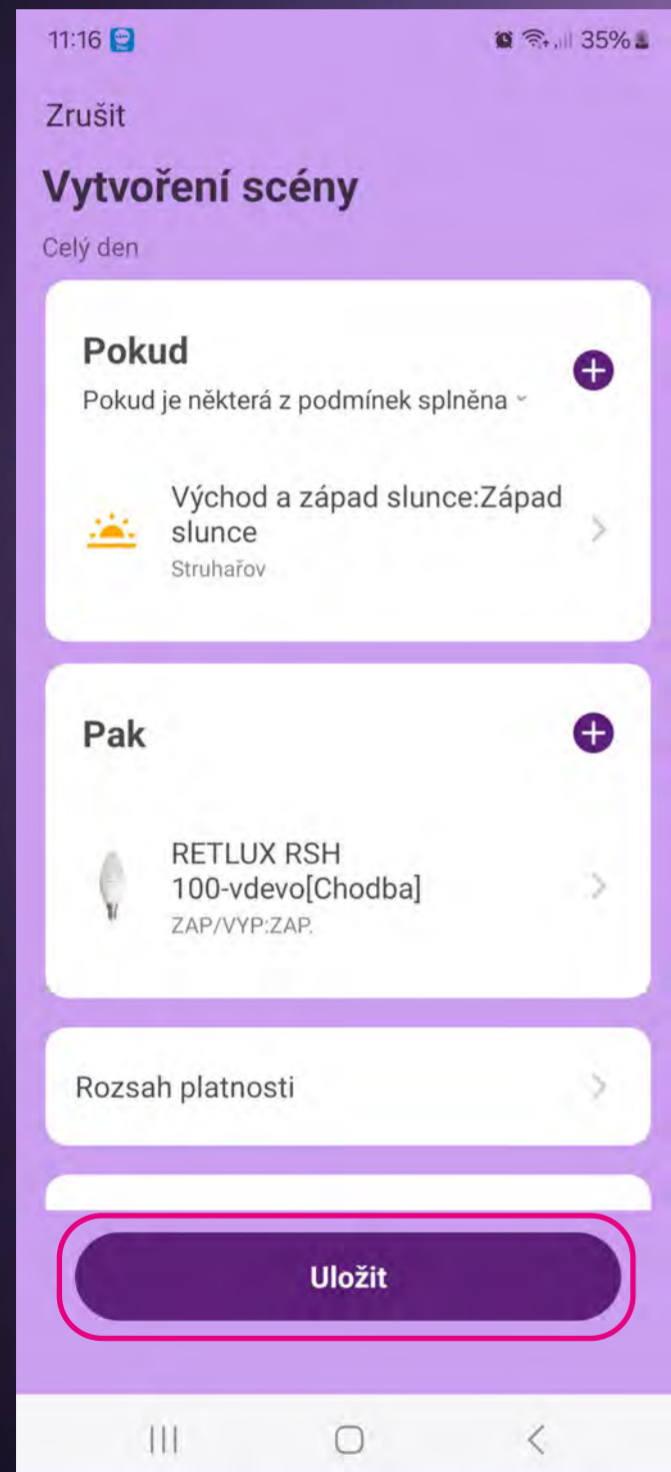 11:16
35%
Zrušit
Vytvoření scény
Celý den
Pokud
Pokud je některá z podmínek splněna
Východ a západ slunce:Západ
slunce
Struhařov
Pak
RETLUX RSH
100-vdevo[Chodba]
ZAP/VYP:ZAP.
Rozsah platnosti
Uložit